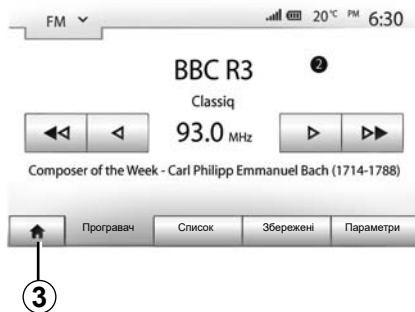 FM 20°C PM 6:30
BBC R3 2
Classiq
93.0 MHz
Composer of the Week - Carl Philipp Emmanuel Bach (1714-1788)
Програвач Список Збережені Параметри
3